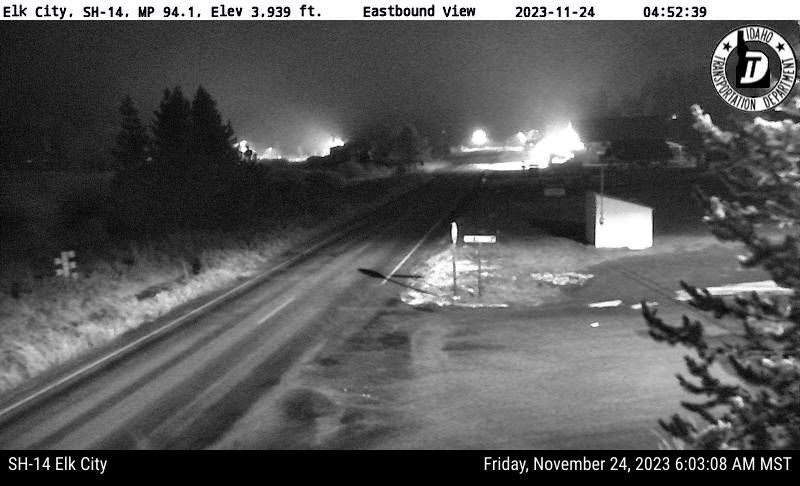 Elk City, SH-14, MP 94.1, Elev 3,939 ft. Eastbound View 2023-11-24 04:52:39
IDAHO
TRANSPORTATION DEPARTMENT
SH-14 Elk City Friday, November 24, 2023 6:03:08 AM MST